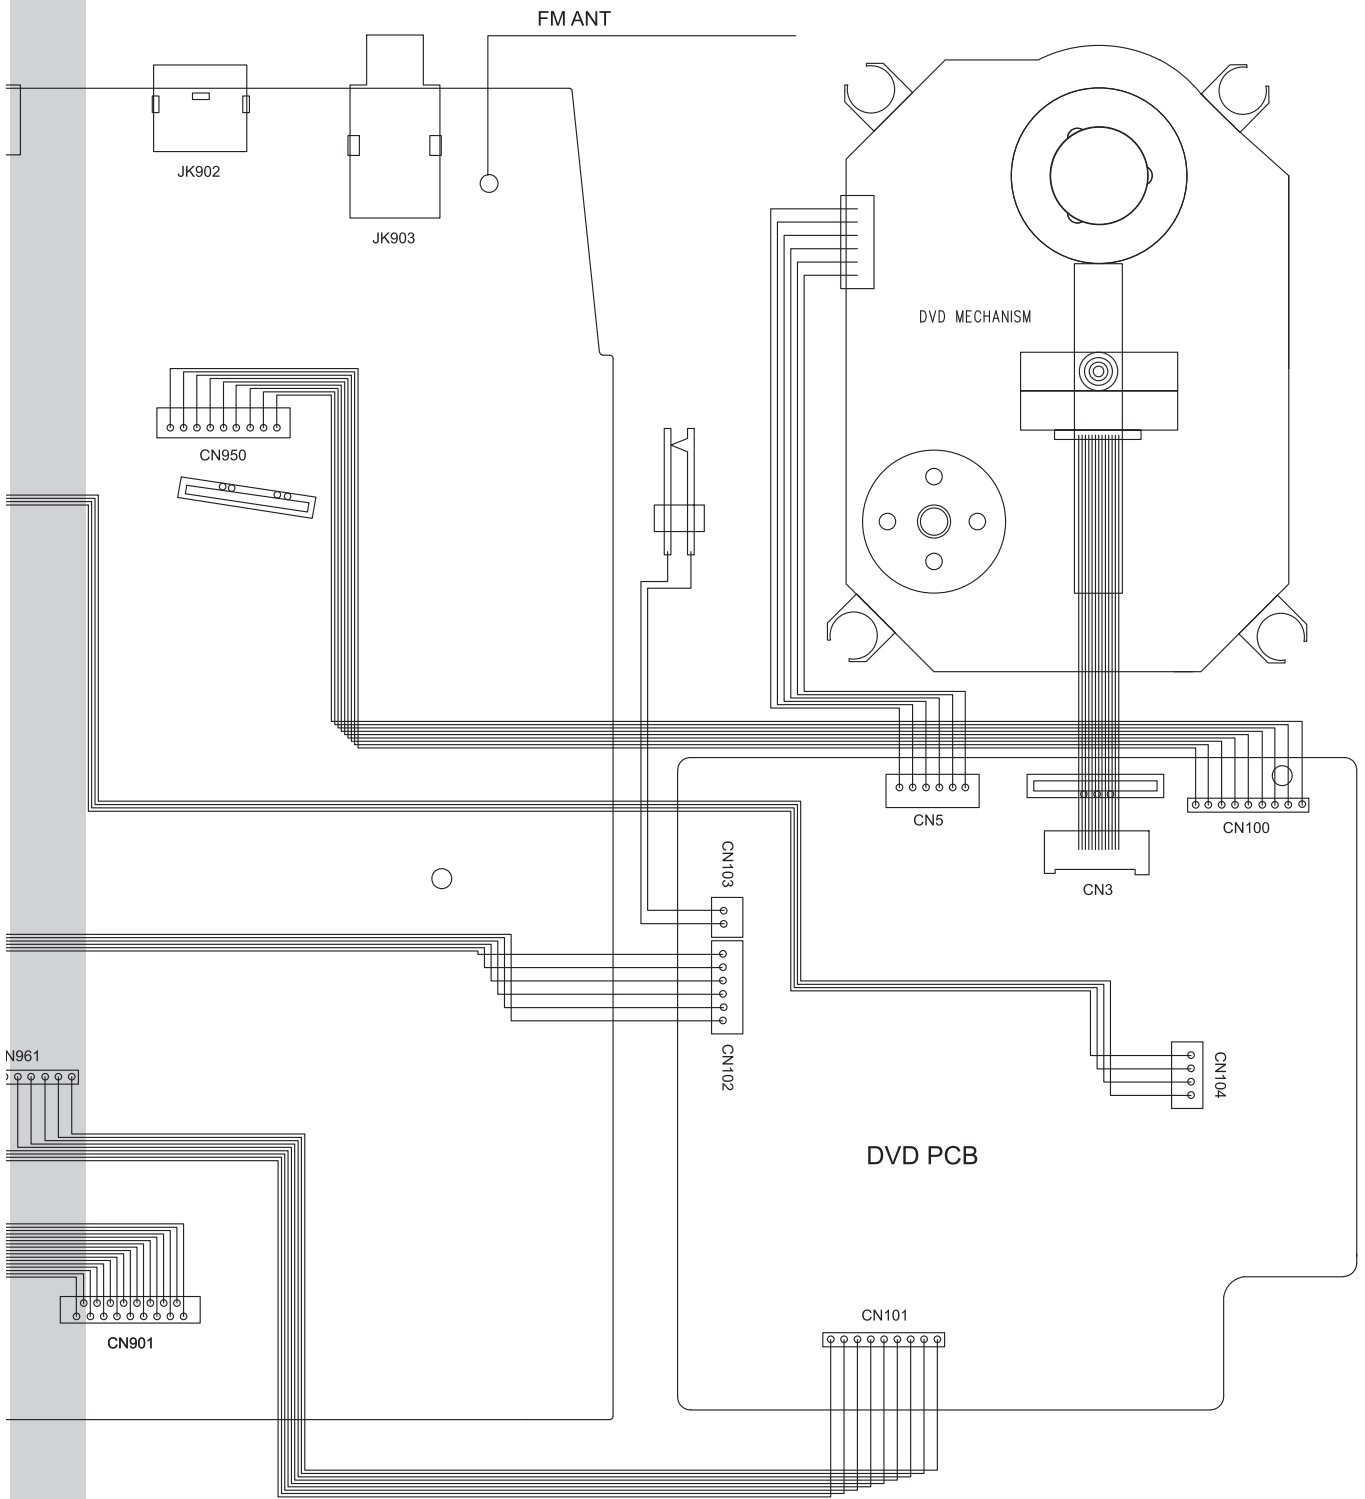 FM ANT
JK902
JK903
DVD MECHANISM
CN950
CN5
CN100
CN103
CN3
CN102
N961
CN104
DVD PCB
CN101
CN901